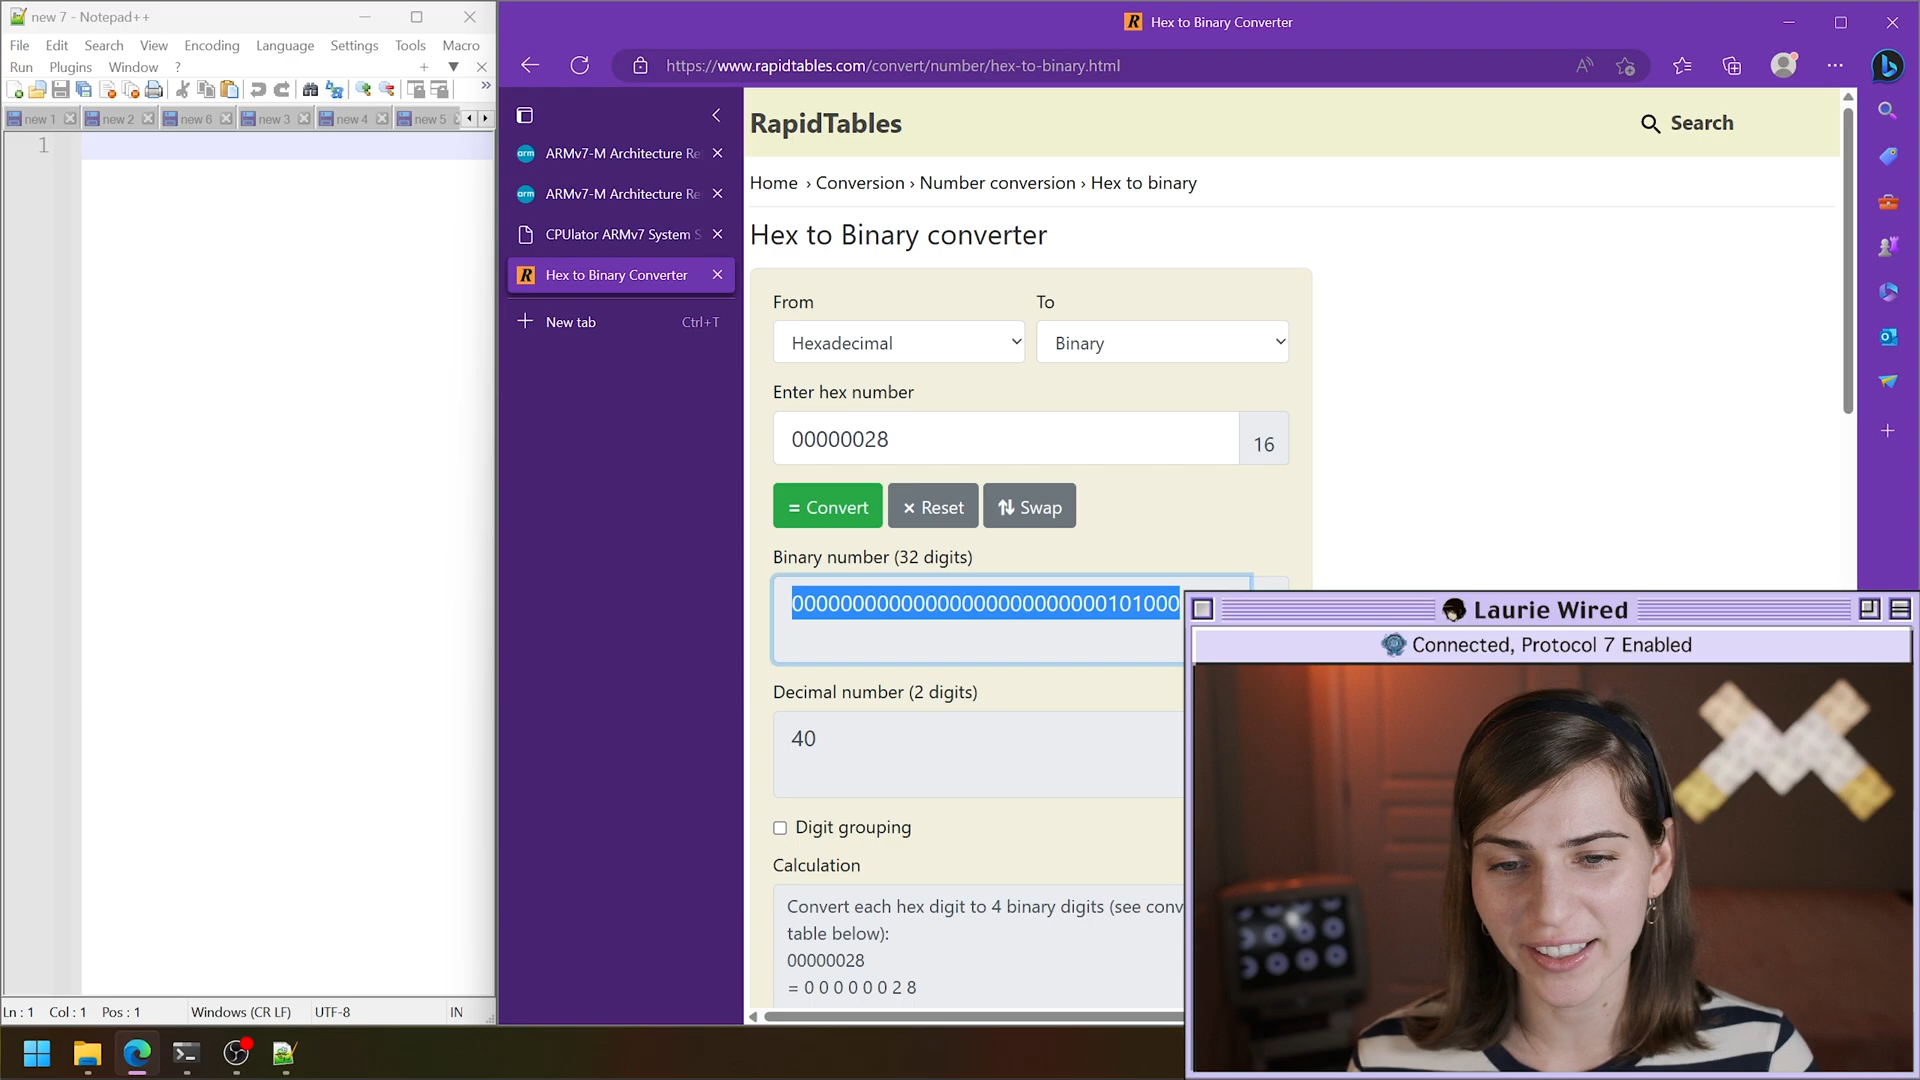 new 7 - Notepad++
File Edit Search View Encoding Language Settings Tools Macro
Run Plugins Window ?
new 1 new 2 new 6 new 3 new 4 new 5
1
Ln : 1 Col : 1 Pos : 1 Windows (CR LF) UTF-8 IN
Hex to Binary Converter
https://www.rapidtables.com/convert/number/hex-to-binary.html
arm ARMv7-M Architecture Re
arm ARMv7-M Architecture Re
CPUlator ARMv7 System S
R Hex to Binary Converter
New tab Ctrl+T
RapidTables
Search
Home › Conversion › Number conversion › Hex to binary
Hex to Binary converter
From To
Hexadecimal Binary
Enter hex number
00000028 16
= Convert × Reset Swap
Binary number (32 digits)
00000000000000000000000000101000
Decimal number (2 digits)
40
Digit grouping
Calculation
Convert each hex digit to 4 binary digits (see conv
table below):
00000028
= 0 0 0 0 0 0 2 8
Laurie Wired
Connected, Protocol 7 Enabled